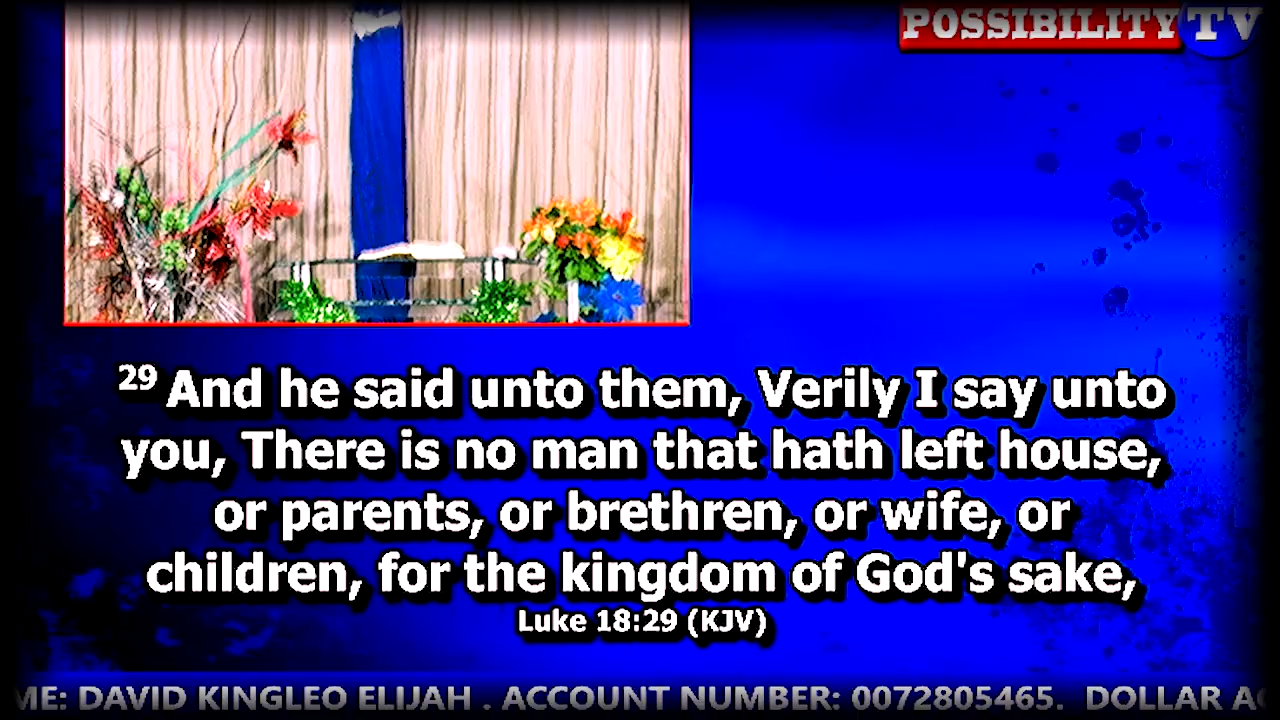 POSSIBILITY TV
29 And he said unto them, Verily I say unto
you, There is no man that hath left house,
or parents, or brethren, or wife, or
children, for the kingdom of God's sake,
Luke 18:29 (KJV)
ME: DAVID KINGLEO ELIJAH . ACCOUNT NUMBER: 0072805465. DOLLAR AC